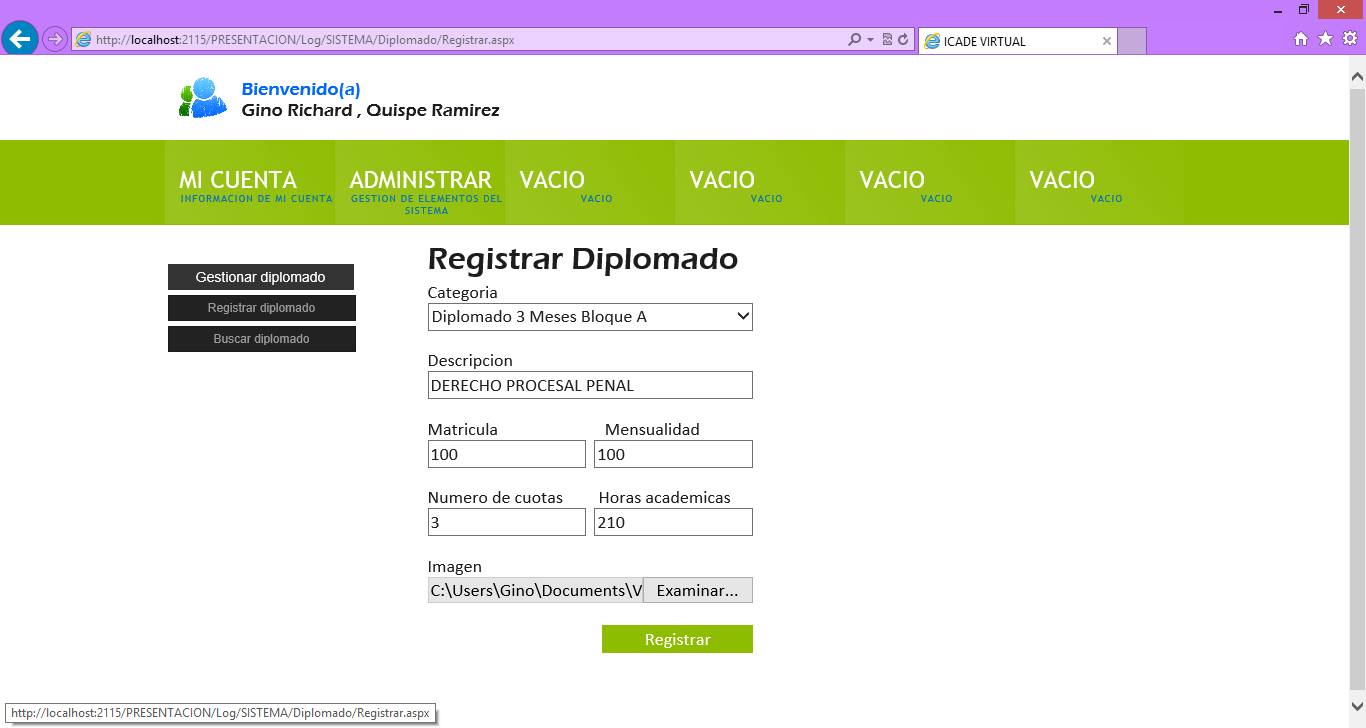 http://localhost:2115/PRESENTACION/Log/SISTEMA/Diplomado/Registrar.aspx
ICADE VIRTUAL
Bienvenido(a)
Gino Richard , Quispe Ramirez
MI CUENTA
INFORMACION DE MI CUENTA
ADMINISTRAR
GESTION DE ELEMENTOS DEL
SISTEMA
VACIO
VACIO
VACIO
VACIO
VACIO
VACIO
VACIO
VACIO
Gestionar diplomado
Registrar diplomado
Buscar diplomado
Registrar Diplomado
Categoria
Diplomado 3 Meses Bloque A
Descripcion
DERECHO PROCESAL PENAL
Matricula Mensualidad
100 100
Numero de cuotas Horas academicas
3 210
Imagen
C:\Users\Gino\Documents\V Examinar...
Registrar
http://localhost:2115/PRESENTACION/Log/SISTEMA/Diplomado/Registrar.aspx